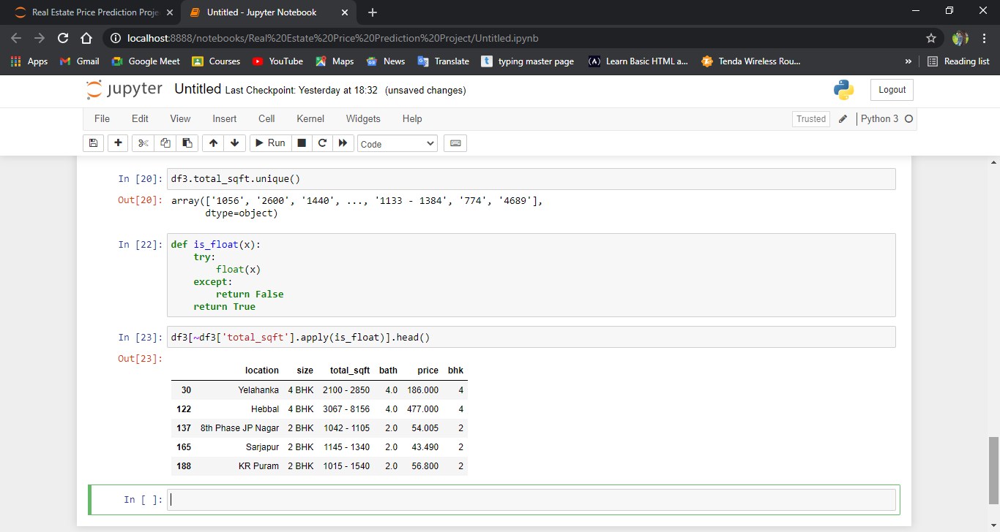 Real Estate Price Prediction Proje
Untitled - Jupyter Notebook
localhost:8888/notebooks/Real%20Estate%20Price%20Prediction%20Project/Untitled.ipynb
Apps Gmail Google Meet Courses YouTube Maps News Translate t typing master page (A) Learn Basic HTML a... Tenda Wireless Rou... » Reading list
jupyter Untitled Last Checkpoint: Yesterday at 18:32 (unsaved changes) Logout
File Edit View Insert Cell Kernel Widgets Help Trusted Python 3
Run Code
In [20]: df3.total_sqft.unique()
Out[20]: array(['1056', '2600', '1440', ..., '1133 - 1384', '774', '4689'],
dtype=object)
In [22]: def is_float(x):
try:
float(x)
except:
return False
return True
In [23]: df3[~df3['total_sqft'].apply(is_float)].head()
Out[23]:
location size total_sqft bath price bhk
30 Yelahanka 4 BHK 2100 - 2850 4.0 186.000 4
122 Hebbal 4 BHK 3067 - 8156 4.0 477.000 4
137 8th Phase JP Nagar 2 BHK 1042 - 1105 2.0 54.005 2
165 Sarjapur 2 BHK 1145 - 1340 2.0 43.490 2
188 KR Puram 2 BHK 1015 - 1540 2.0 56.800 2
In [ ]: